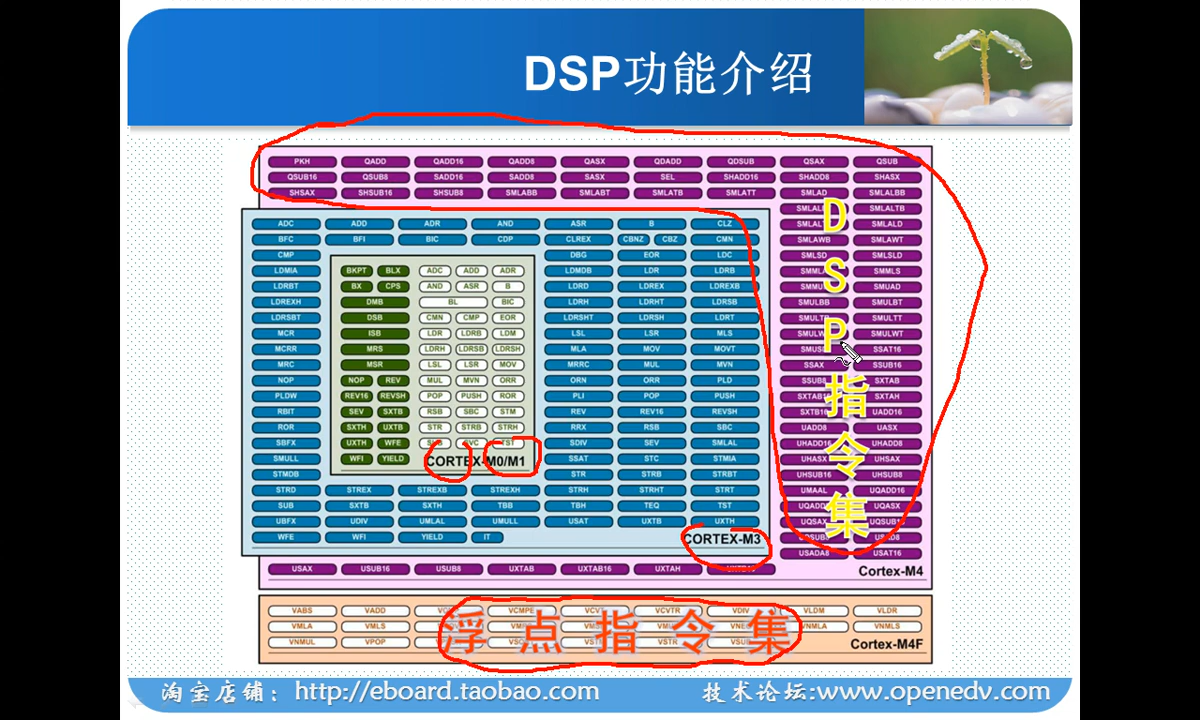 DSP功能介绍
PKH QADD QADD16 QADD8 QASX QDADD QDSUB QSAX QSUB
QSUB16 QSUB8 SADD16 SADD8 SASX SEL SHADD16 SHADD8 SHASX
SHSAX SHSUB16 SHSUB8 SMLABB SMLABT SMLATB SMLATT SMLAD SMLALBB
SMLALTB
ADC ADD ADR AND ASR B CLZ SMLALD
BFC BFI BIC CDP CLREX CBNZ CBZ CMN SMLAWB SMLAWT
CMP DBG EOR LDC SMLSD SMLSLD
LDMIA BKPT BLX ADC ADD ADR LDMDB LDR LDRB SMMLS
LDRBT BX CPS AND ASR B LDRD LDREX LDREXB SMUAD
LDREXH DMB BL BIC LDRH LDRHT LDRSB SMULBB SMULBT
LDRSBT DSB CMN CMP EOR LDRSHT LDRSH LDRT SMULTT
MCR ISB LDR LDRB LDM LSL LSR MLS SMULWT
MCRR MRS LDRH LDRSB LDRSH MLA MOV MOVT SSAT16
MRC MSR LSL LSR MOV MRRC MUL MVN SSAX SSUB16
NOP NOP REV MUL MVN ORR ORN ORR PLD SSUB8 SXTAB
PLDW REV16 REVSH POP PUSH ROR PLI POP PUSH SXTAH
RBIT SEV SXTB RSB SBC STM REV REV16 REVSH SXTB16 UADD16
ROR SXTH UXTB STR STRB STRH RRX RSB SBC UADD8 UASX
SBFX UXTH WFE SVC TST SDIV SEV SMLAL UHADD16 UHADD8
SMULL WFI YIELD CORTEX-M0/M1 SSAT STC STMIA UHASX UHSAX
STMDB STR STRB STRBT UHSUB16 UHSUB8
STRD STREX STREXB STREXH STRH STRHT STRT UMAAL UQADD16
SUB SXTB SXTH TBB TBH TEQ TST UQASX
UBFX UDIV UMLAL UMULL USAT UXTB UXTH UQSAX UQSUB16
WFE WFI YIELD IT CORTEX-M3
USADA8 USAT16
USAX USUB16 USUB8 UXTAB UXTAB16 UXTAH Cortex-M4
DSP指令集
VABS VADD VCMPE VCVTR VDIV VLDM VLDR
VMLA VMLS VNMLA VNMLS
VNMUL VPOP VSTR Cortex-M4F
浮点指令集
淘宝店铺：http://eboard.taobao.com 技术论坛:www.openedv.com